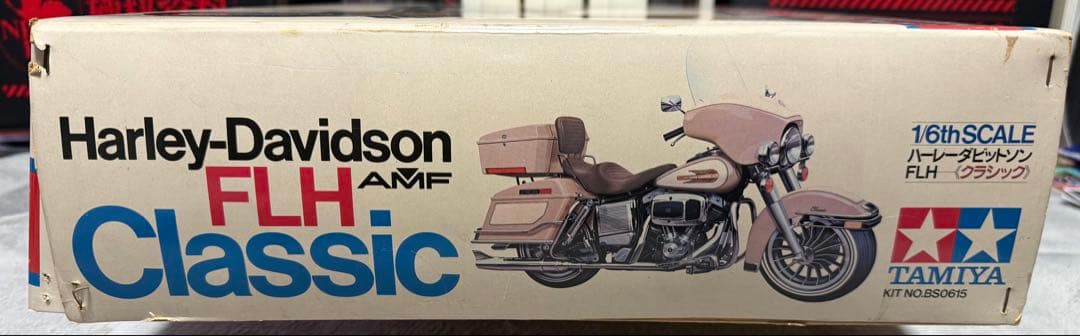 Harley-Davidson
AMF
FLH
Classic
1/6th SCALE
ハーレーダビットソン
FLH 《クラシック》
TAMIYA
KIT NO.BS0615